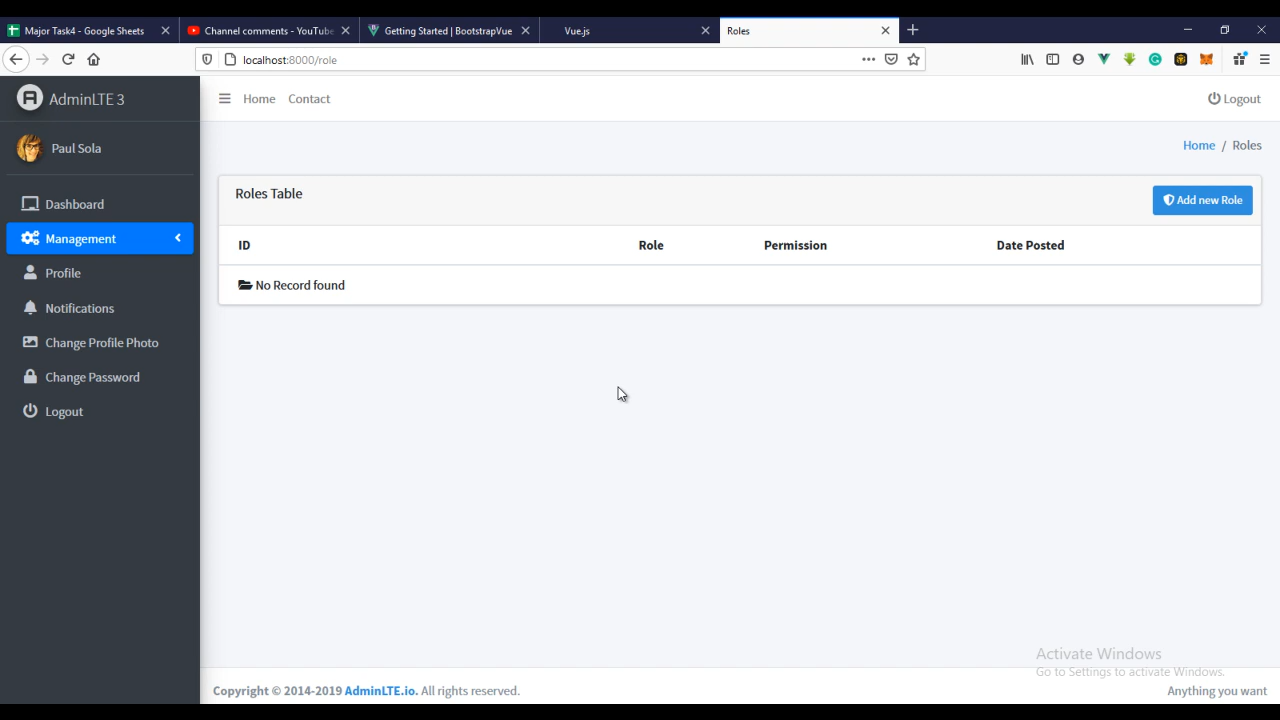 Major Task4 - Google Sheets
Channel comments - YouTube
Getting Started | BootstrapVue
Vue.js
Roles
localhost:8000/role
AdminLTE 3
Home Contact
Logout
Paul Sola
Home / Roles
Dashboard
Management
Profile
Notifications
Change Profile Photo
Change Password
Logout
Roles Table
Add new Role
ID Role Permission Date Posted
No Record found
Activate Windows
Go to Settings to activate Windows.
Copyright © 2014-2019 AdminLTE.io. All rights reserved.
Anything you want